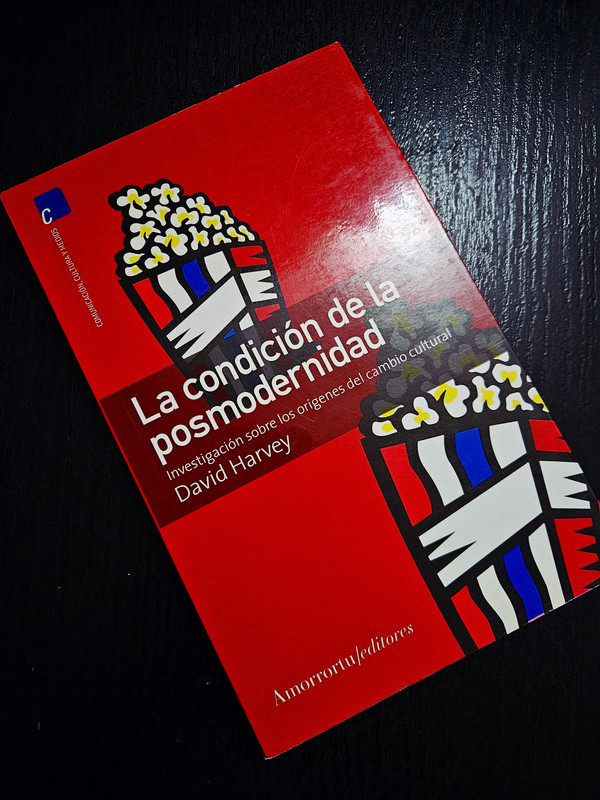 C
COMUNICACIÓN, CULTURA Y MEDIOS
La condición de la
posmodernidad
Investigación sobre los orígenes del cambio cultural
David Harvey
Amorrortu/editores